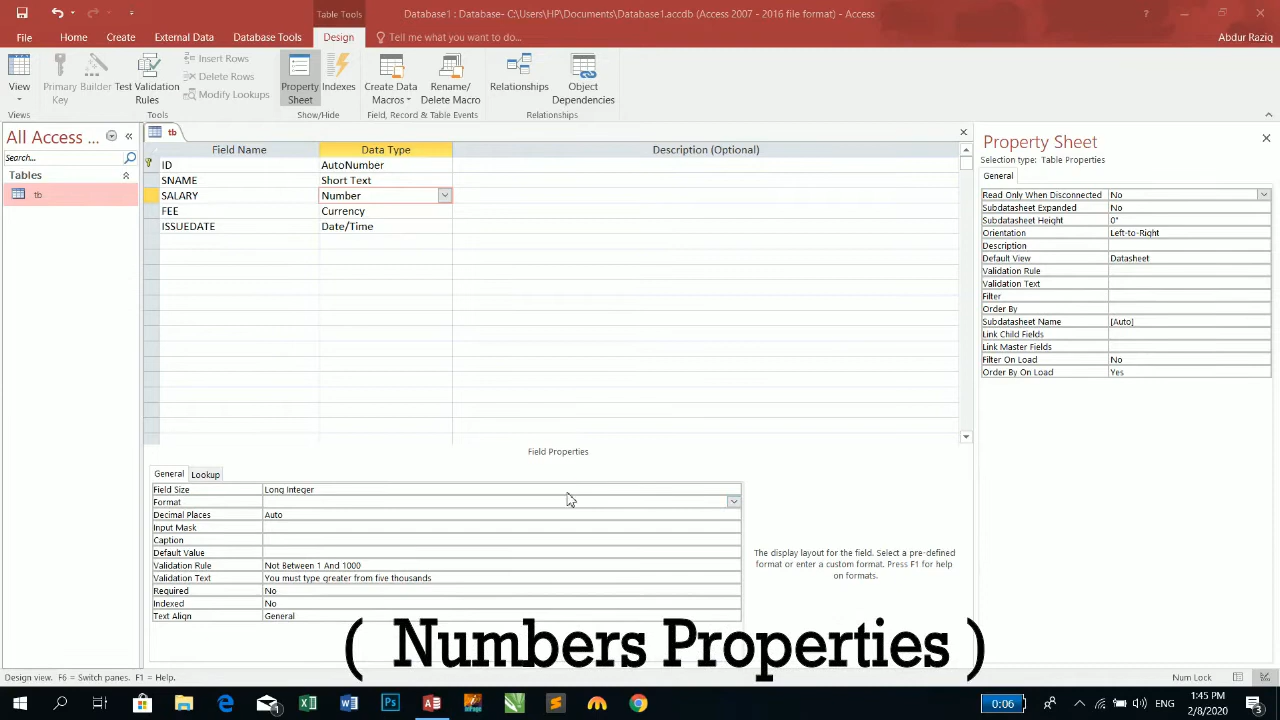 Table Tools
Database1 : Database- C:\Users\HP\Documents\Database1.accdb (Access 2007 - 2016 file format) - Access
File Home Create External Data Database Tools Design Tell me what you want to do... Abdur Raziq
View
Primary Key
Builder
Test Validation Rules
Insert Rows
Delete Rows
Modify Lookups
Property Sheet
Indexes
Create Data Macros
Rename/ Delete Macro
Relationships
Object Dependencies
Tools Show/Hide Field, Record & Table Events Relationships
All Access ...
Search...
Tables
tb
tb
Field Name Data Type Description (Optional)
ID AutoNumber
SNAME Short Text
SALARY Number
FEE Currency
ISSUEDATE Date/Time
Field Properties
General Lookup
Field Size Long Integer
Format
Decimal Places Auto
Input Mask
Caption
Default Value
Validation Rule Not Between 1 And 1000
Validation Text You must type greater from five thousands
Required No
Indexed No
Text Align General
The display layout for the field. Select a pre-defined
format or enter a custom format. Press F1 for help
on formats.
Property Sheet
Selection type: Table Properties
General
Read Only When Disconnected No
Subdatasheet Expanded No
Subdatasheet Height 0"
Orientation Left-to-Right
Description
Default View Datasheet
Validation Rule
Validation Text
Filter
Order By
Subdatasheet Name [Auto]
Link Child Fields
Link Master Fields
Filter On Load No
Order By On Load Yes
( Numbers Properties )
Design view. F6 = Switch panes. F1 = Help. Num Lock
0:06
ENG
1:45 PM
2/8/2020